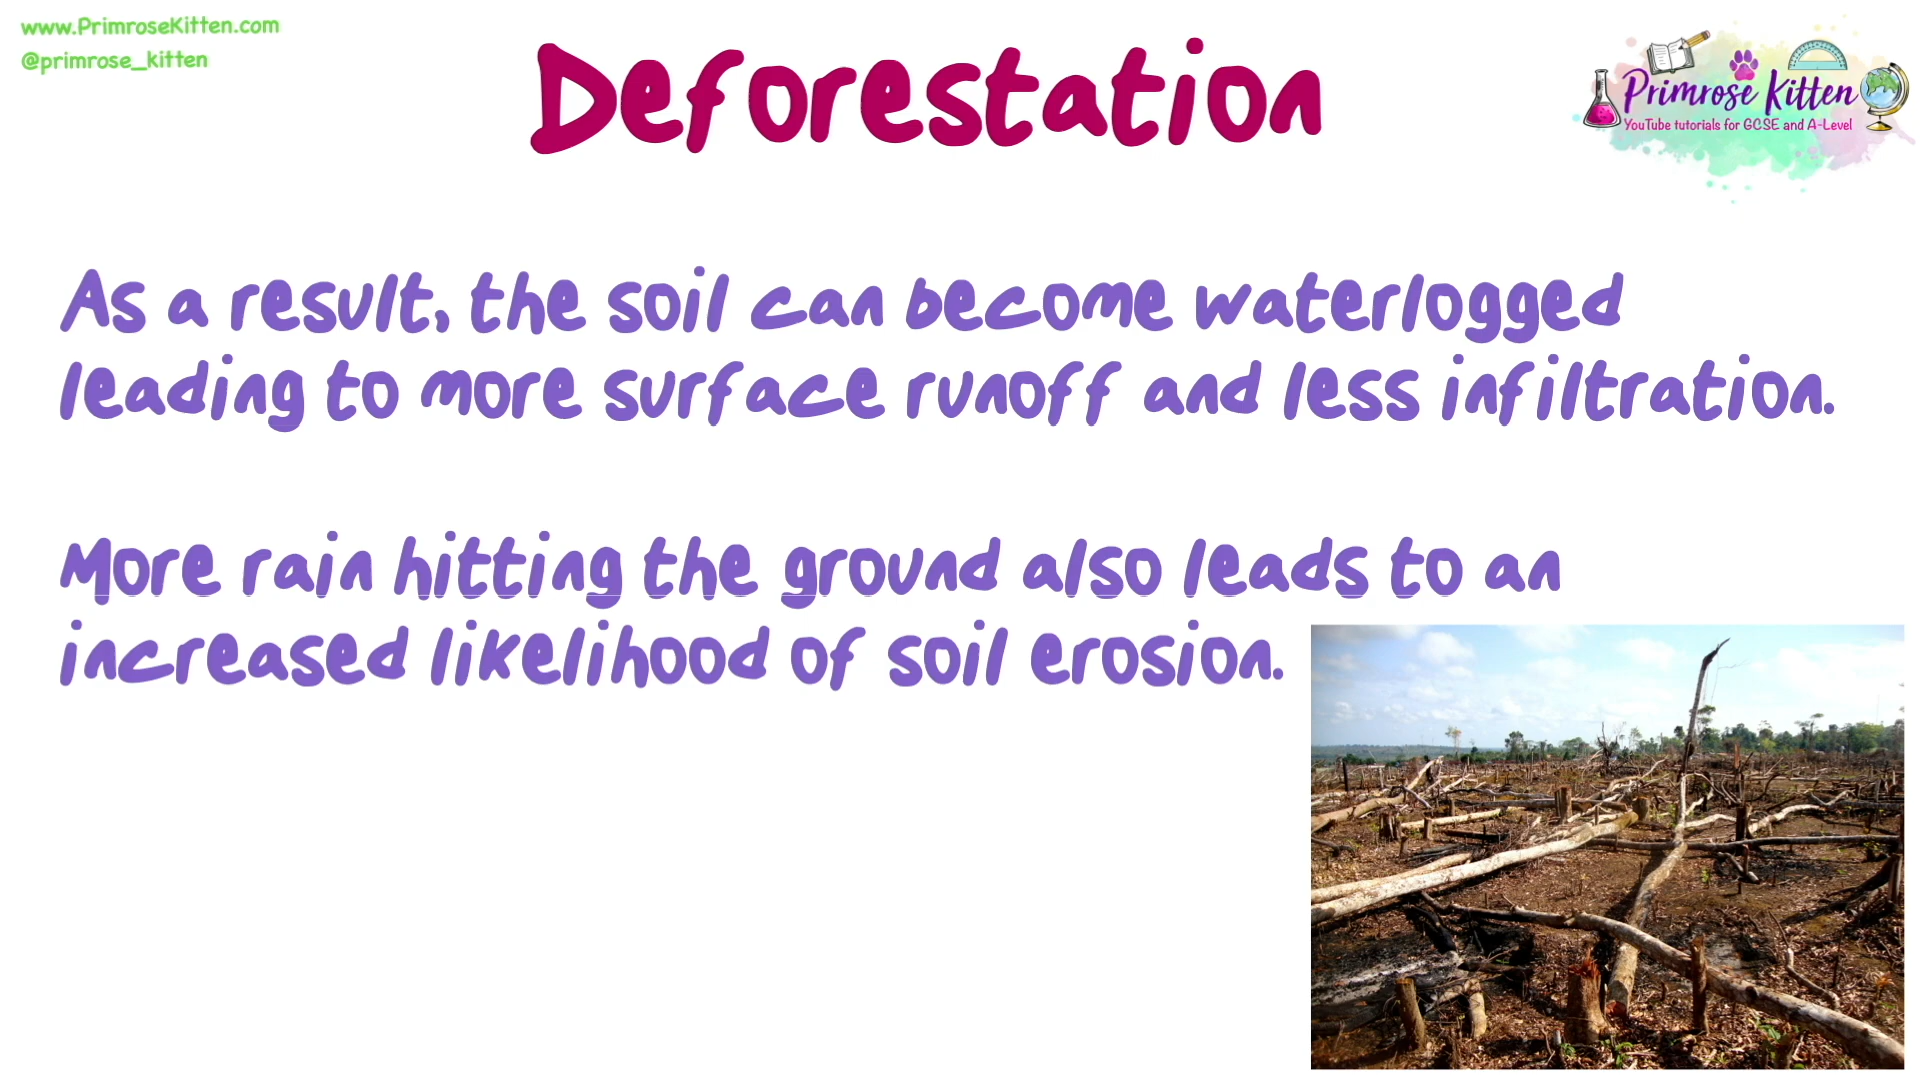 www.PrimroseKitten.com
@primrose_kitten
Deforestation
Primrose Kitten
YouTube tutorials for GCSE and A-Level
As a result, the soil can become waterlogged
leading to more surface runoff and less infiltration.
More rain hitting the ground also leads to an
increased likelihood of soil erosion.